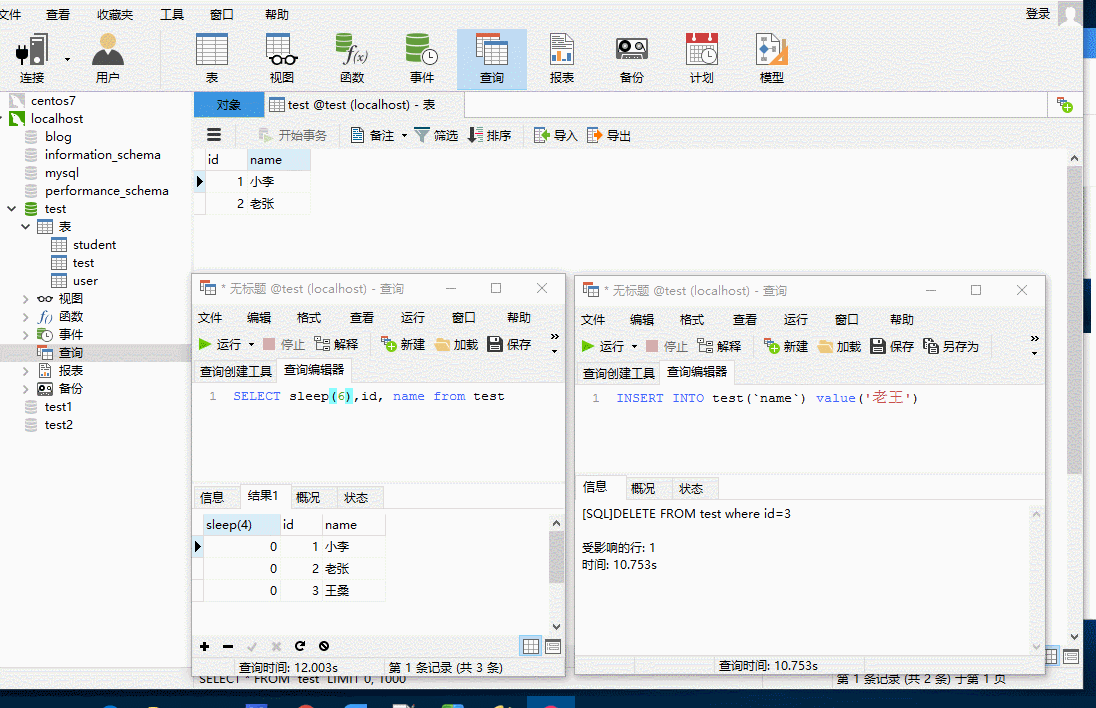 文件 查看 收藏夹 工具 窗口 帮助 登录
连接 用户 表 视图 函数 事件 查询 报表 备份 计划 模型
centos7
localhost
blog
information_schema
mysql
performance_schema
test
表
student
test
user
视图
函数
事件
查询
报表
备份
test1
test2
对象 test @test (localhost) - 表
开始事务 备注 筛选 排序 导入 导出
id name
1 小李
2 老张
* 无标题 @test (localhost) - 查询
文件 编辑 格式 查看 运行 窗口 帮助
运行 停止 解释 新建 加载 保存
查询创建工具 查询编辑器
1 SELECT sleep(6),id, name from test
信息 结果1 概况 状态
sleep(4) id name
0 1 小李
0 2 老张
0 3 王桑
查询时间: 12.003s 第 1 条记录 (共 3 条)
* 无标题 @test (localhost) - 查询
文件 编辑 格式 查看 运行 窗口 帮助
运行 停止 解释 新建 加载 保存 另存为
查询创建工具 查询编辑器
1 INSERT INTO test(`name`) value('老王')
信息 概况 状态
[SQL]DELETE FROM test where id=3
受影响的行: 1
时间: 10.753s
查询时间: 10.753s
SELECT * FROM `test` LIMIT 0, 1000 第 1 条记录 (共 2 条) 于第 1 页